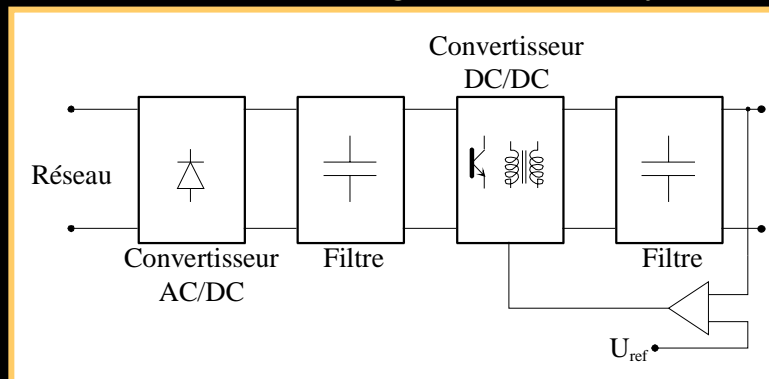 Convertisseur
DC/DC
Réseau
Convertisseur
AC/DC
Filtre
Filtre
Uref